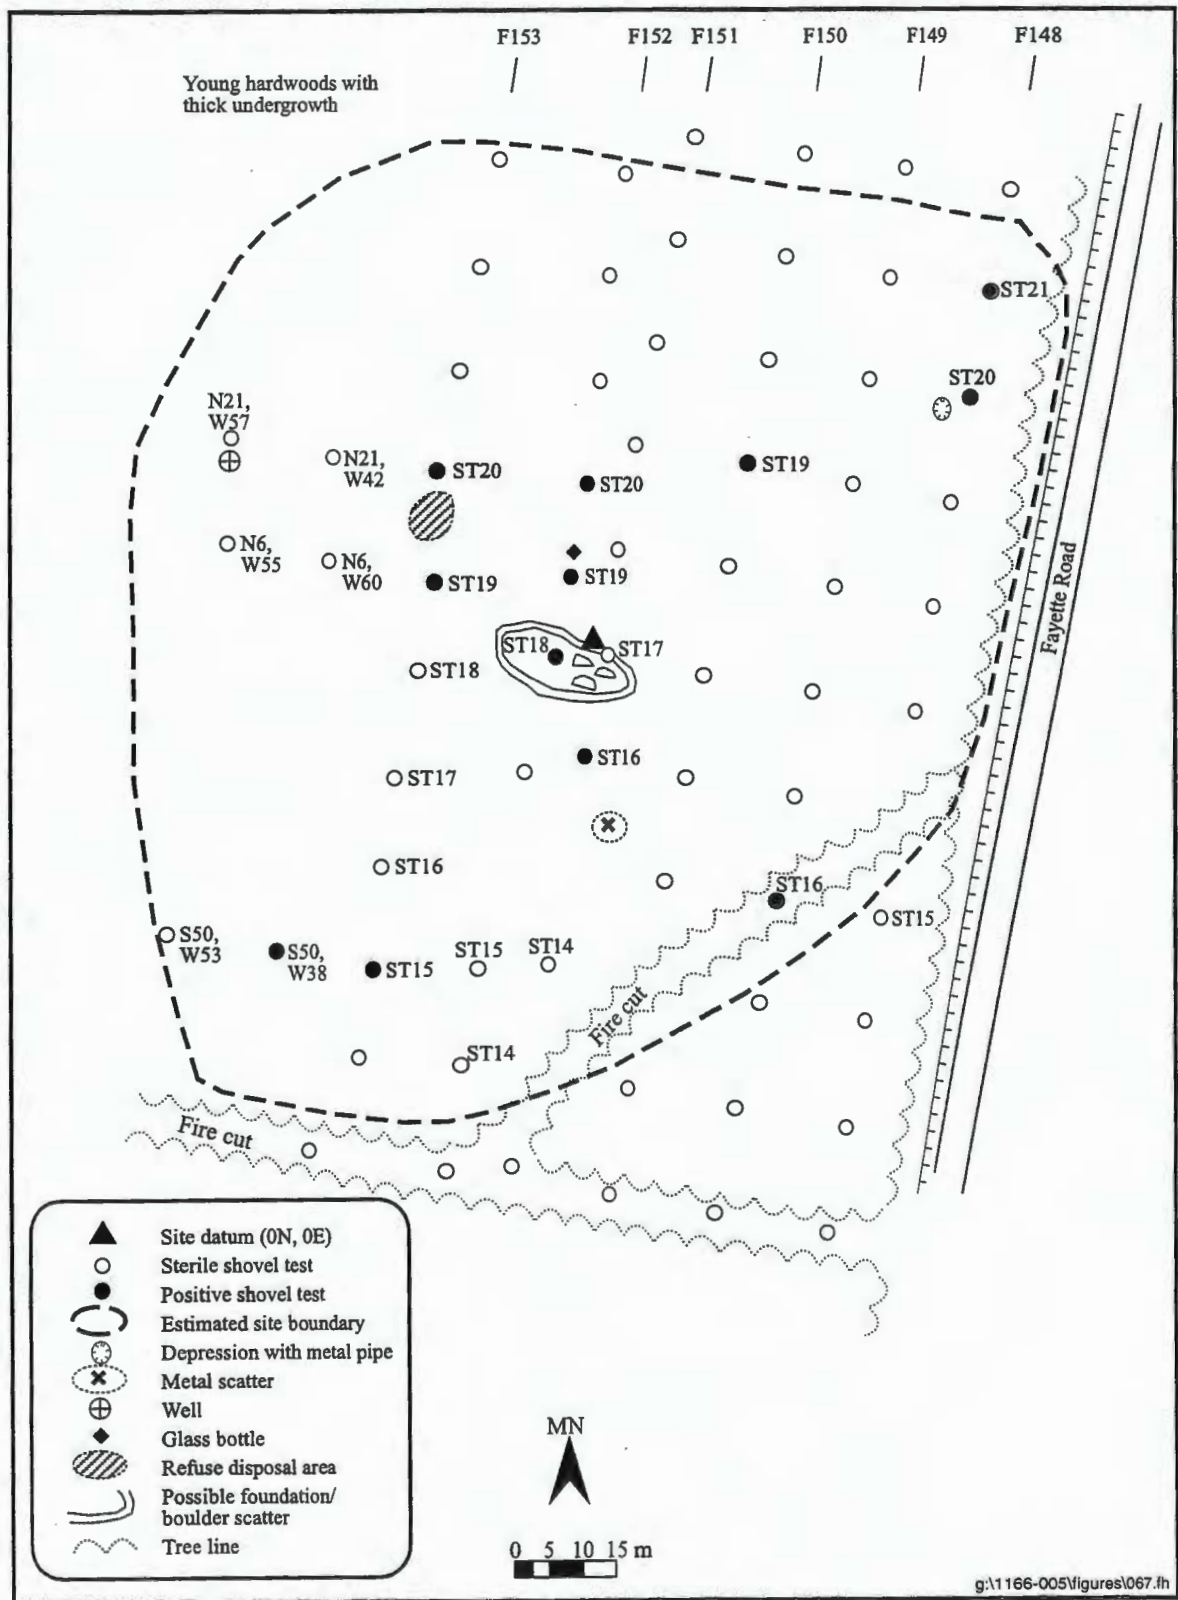 F153 F152 F151 F150 F149 F148
Young hardwoods with
thick undergrowth
ST21
ST20
N21,
W57
N21,
W42
ST20
ST20
ST19
N6,
W55
N6,
W60
ST19
ST19
Fayette Road
ST18
ST17
ST18
ST16
ST17
ST16
ST16
ST15
S50,
W53
S50,
W38
ST15
ST15
ST14
Fire cut
ST14
Fire cut
Site datum (0N, 0E)
Sterile shovel test
Positive shovel test
Estimated site boundary
Depression with metal pipe
Metal scatter
Well
Glass bottle
Refuse disposal area
Possible foundation/
boulder scatter
Tree line
MN
0 5 10 15 m
g:\1166-005\figures\067.fh